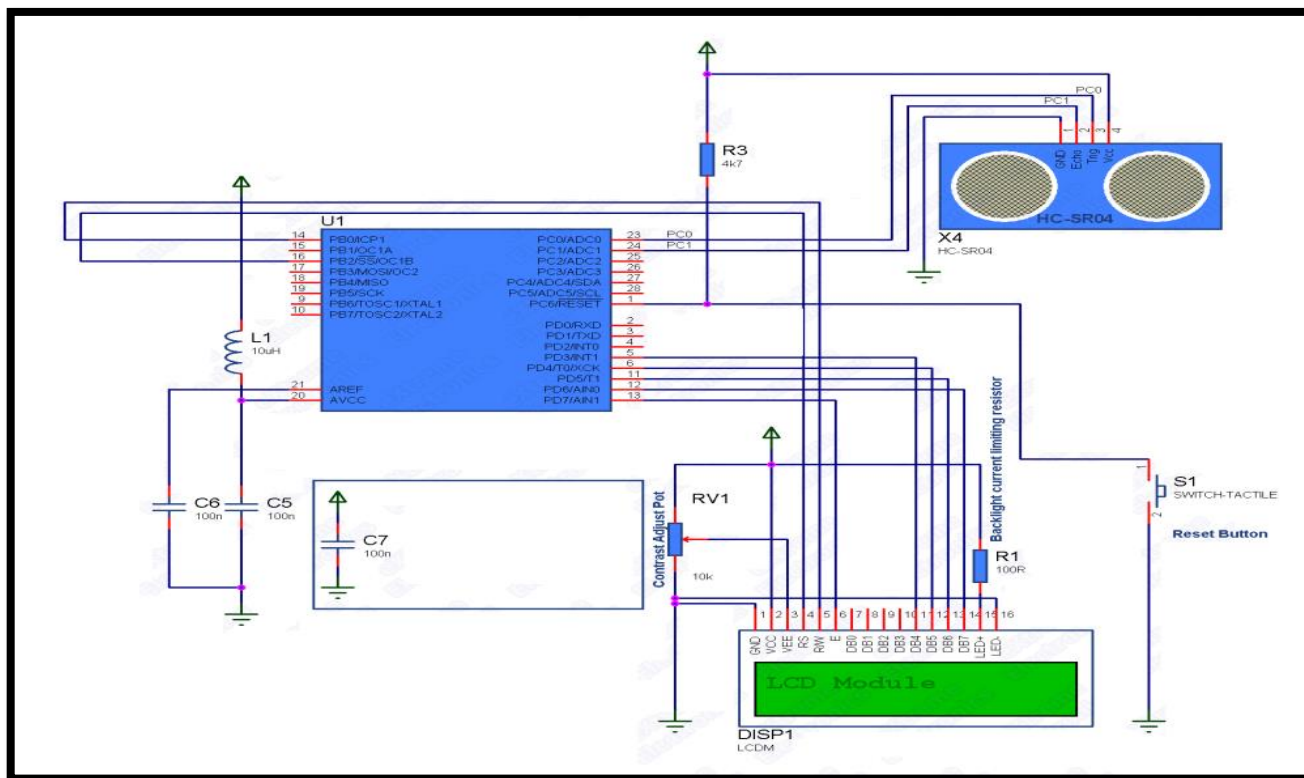 R3
4k7
PC0
PC1
1
2
3
4
GND
Echo
Trig
Vcc
HC-SR04
X4
HC-SR04
U1
14 PB0/ICP1
15 PB1/OC1A
16 PB2/SS/OC1B
17 PB3/MOSI/OC2
18 PB4/MISO
19 PB5/SCK
9 PB6/TOSC1/XTAL1
10 PB7/TOSC2/XTAL2
21 AREF
20 AVCC
PC0/ADC0 23 PC0
PC1/ADC1 24 PC1
PC2/ADC2 25
PC3/ADC3 26
PC4/ADC4/SDA 27
PC5/ADC5/SCL 28
PC6/RESET 1
PD0/RXD 2
PD1/TXD 3
PD2/INT0 4
PD3/INT1 5
PD4/T0/XCK 6
PD5/T1 11
PD6/AIN0 12
PD7/AIN1 13
L1
10uH
C6
100n
C5
100n
C7
100n
Contrast Adjust Pot
RV1
10k
Backlight current limiting resistor
R1
100R
1
S1
SWITCH-TACTILE
2
Reset Button
1 2 3 4 5 6 7 8 9 10 11 12 13 14 15 16
GND
VCC
VEE
RS
R/W
E
DB0
DB1
DB2
DB3
DB4
DB5
DB6
DB7
LED+
LED-
LCD Module
DISP1
LCDM